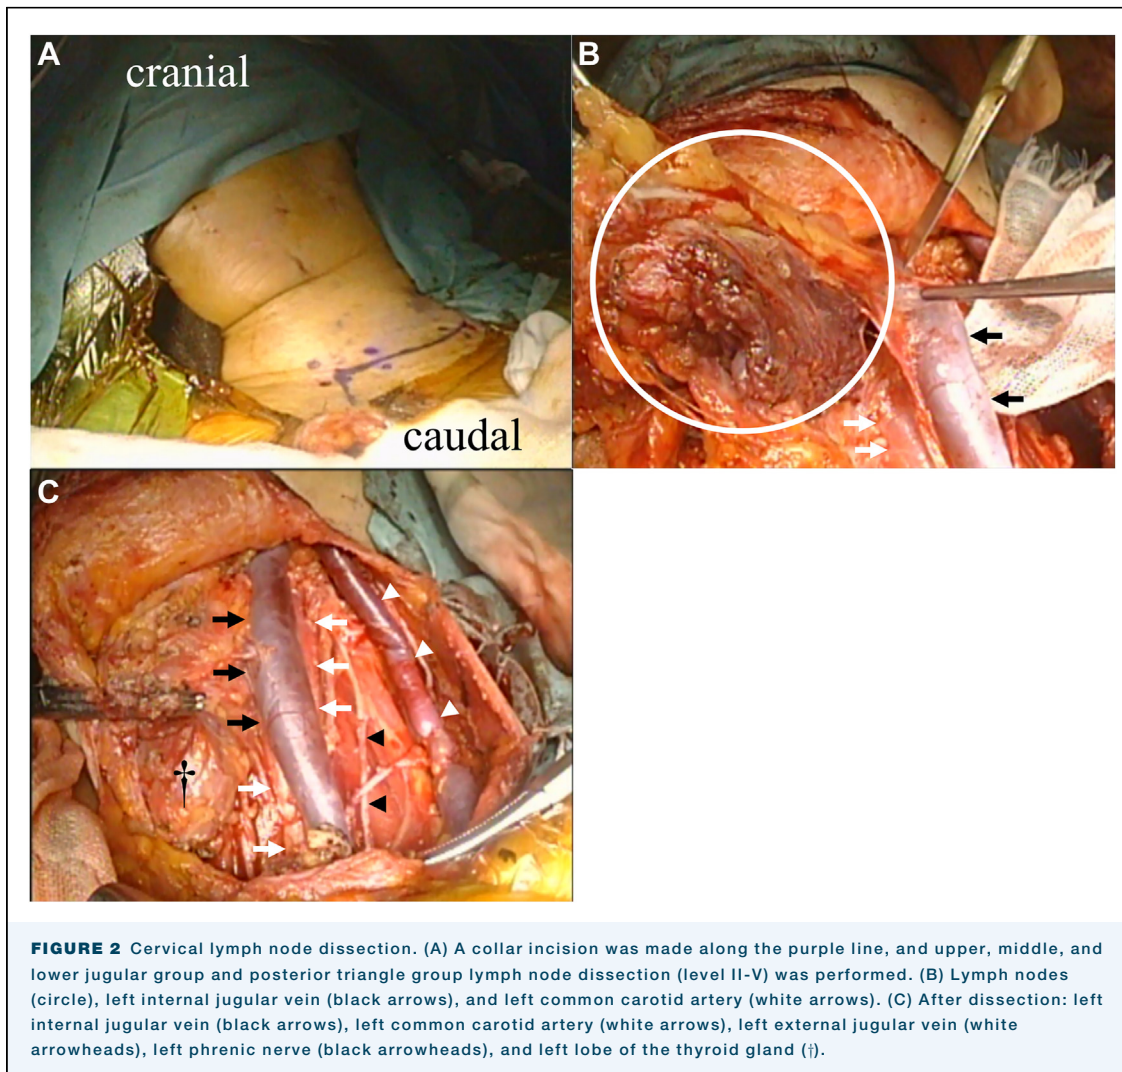 A
cranial
caudal
B
C
†
FIGURE 2 Cervical lymph node dissection. (A) A collar incision was made along the purple line, and upper, middle, and
lower jugular group and posterior triangle group lymph node dissection (level II-V) was performed. (B) Lymph nodes
(circle), left internal jugular vein (black arrows), and left common carotid artery (white arrows). (C) After dissection: left
internal jugular vein (black arrows), left common carotid artery (white arrows), left external jugular vein (white
arrowheads), left phrenic nerve (black arrowheads), and left lobe of the thyroid gland (†).